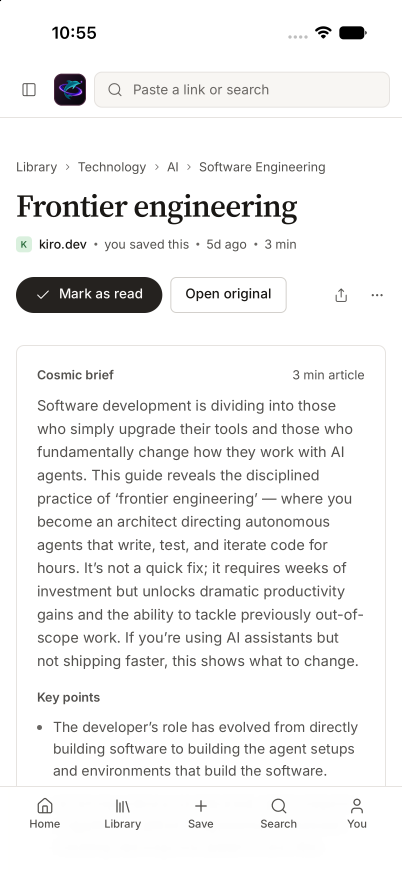 10:55
Paste a link or search
Library > Technology > AI > Software Engineering
Frontier engineering
K kiro.dev • you saved this • 5d ago • 3 min
Mark as read
Open original
Cosmic brief
3 min article
Software development is dividing into those
who simply upgrade their tools and those who
fundamentally change how they work with AI
agents. This guide reveals the disciplined
practice of ‘frontier engineering’ — where you
become an architect directing autonomous
agents that write, test, and iterate code for
hours. It’s not a quick fix; it requires weeks of
investment but unlocks dramatic productivity
gains and the ability to tackle previously out-of-
scope work. If you’re using AI assistants but
not shipping faster, this shows what to change.
Key points
• The developer’s role has evolved from directly
building software to building the agent setups
and environments that build the software.
Home
Library
Save
Search
You